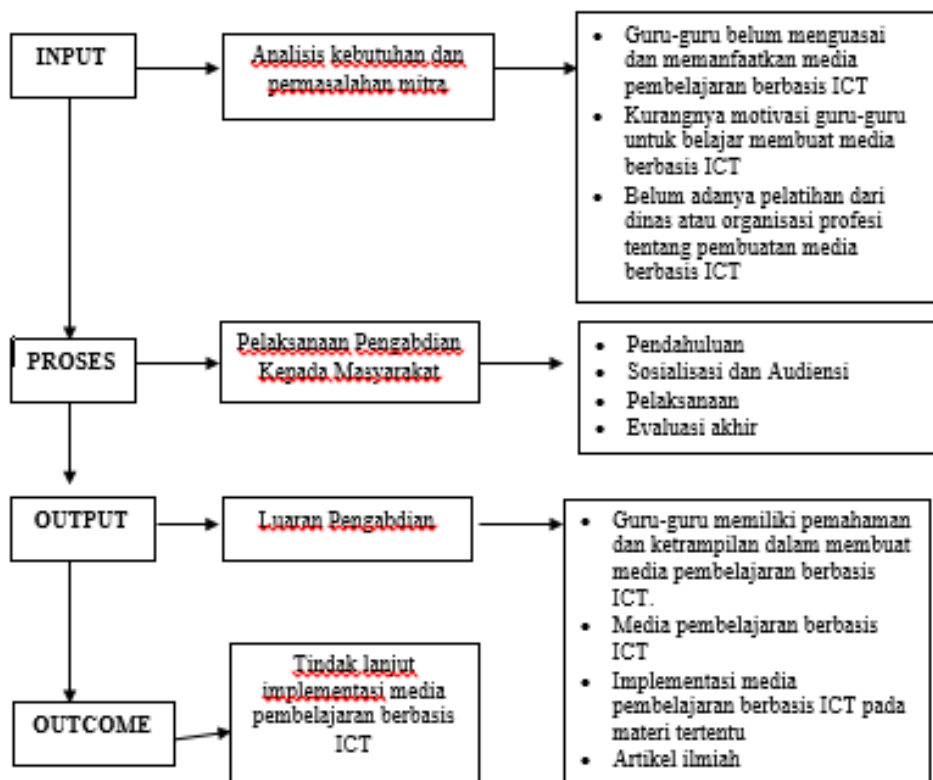 INPUT
Analisis kebutuhan dan
permasalahan mitra
• Guru-guru belum menguasai
dan memanfaatkan media
pembelajaran berbasis ICT
• Kurangnya motivasi guru-guru
untuk belajar membuat media
berbasis ICT
• Belum adanya pelatihan dari
dinas atau organisasi profesi
tentang pembuatan media
berbasis ICT
PROSES
Pelaksanaan Pengabdian
Kepada Masyarakat
• Pendahuluan
• Sosialisasi dan Audiensi
• Pelaksanaan
• Evaluasi akhir
OUTPUT
Luaran Pengabdian
• Guru-guru memiliki pemahaman
dan ketrampilan dalam membuat
media pembelajaran berbasis
ICT.
• Media pembelajaran berbasis
ICT
• Implementasi media
pembelajaran berbasis ICT pada
materi tertentu
• Artikel ilmiah
OUTCOME
Tindak lanjut
implementasi media
pembelajaran berbasis
ICT